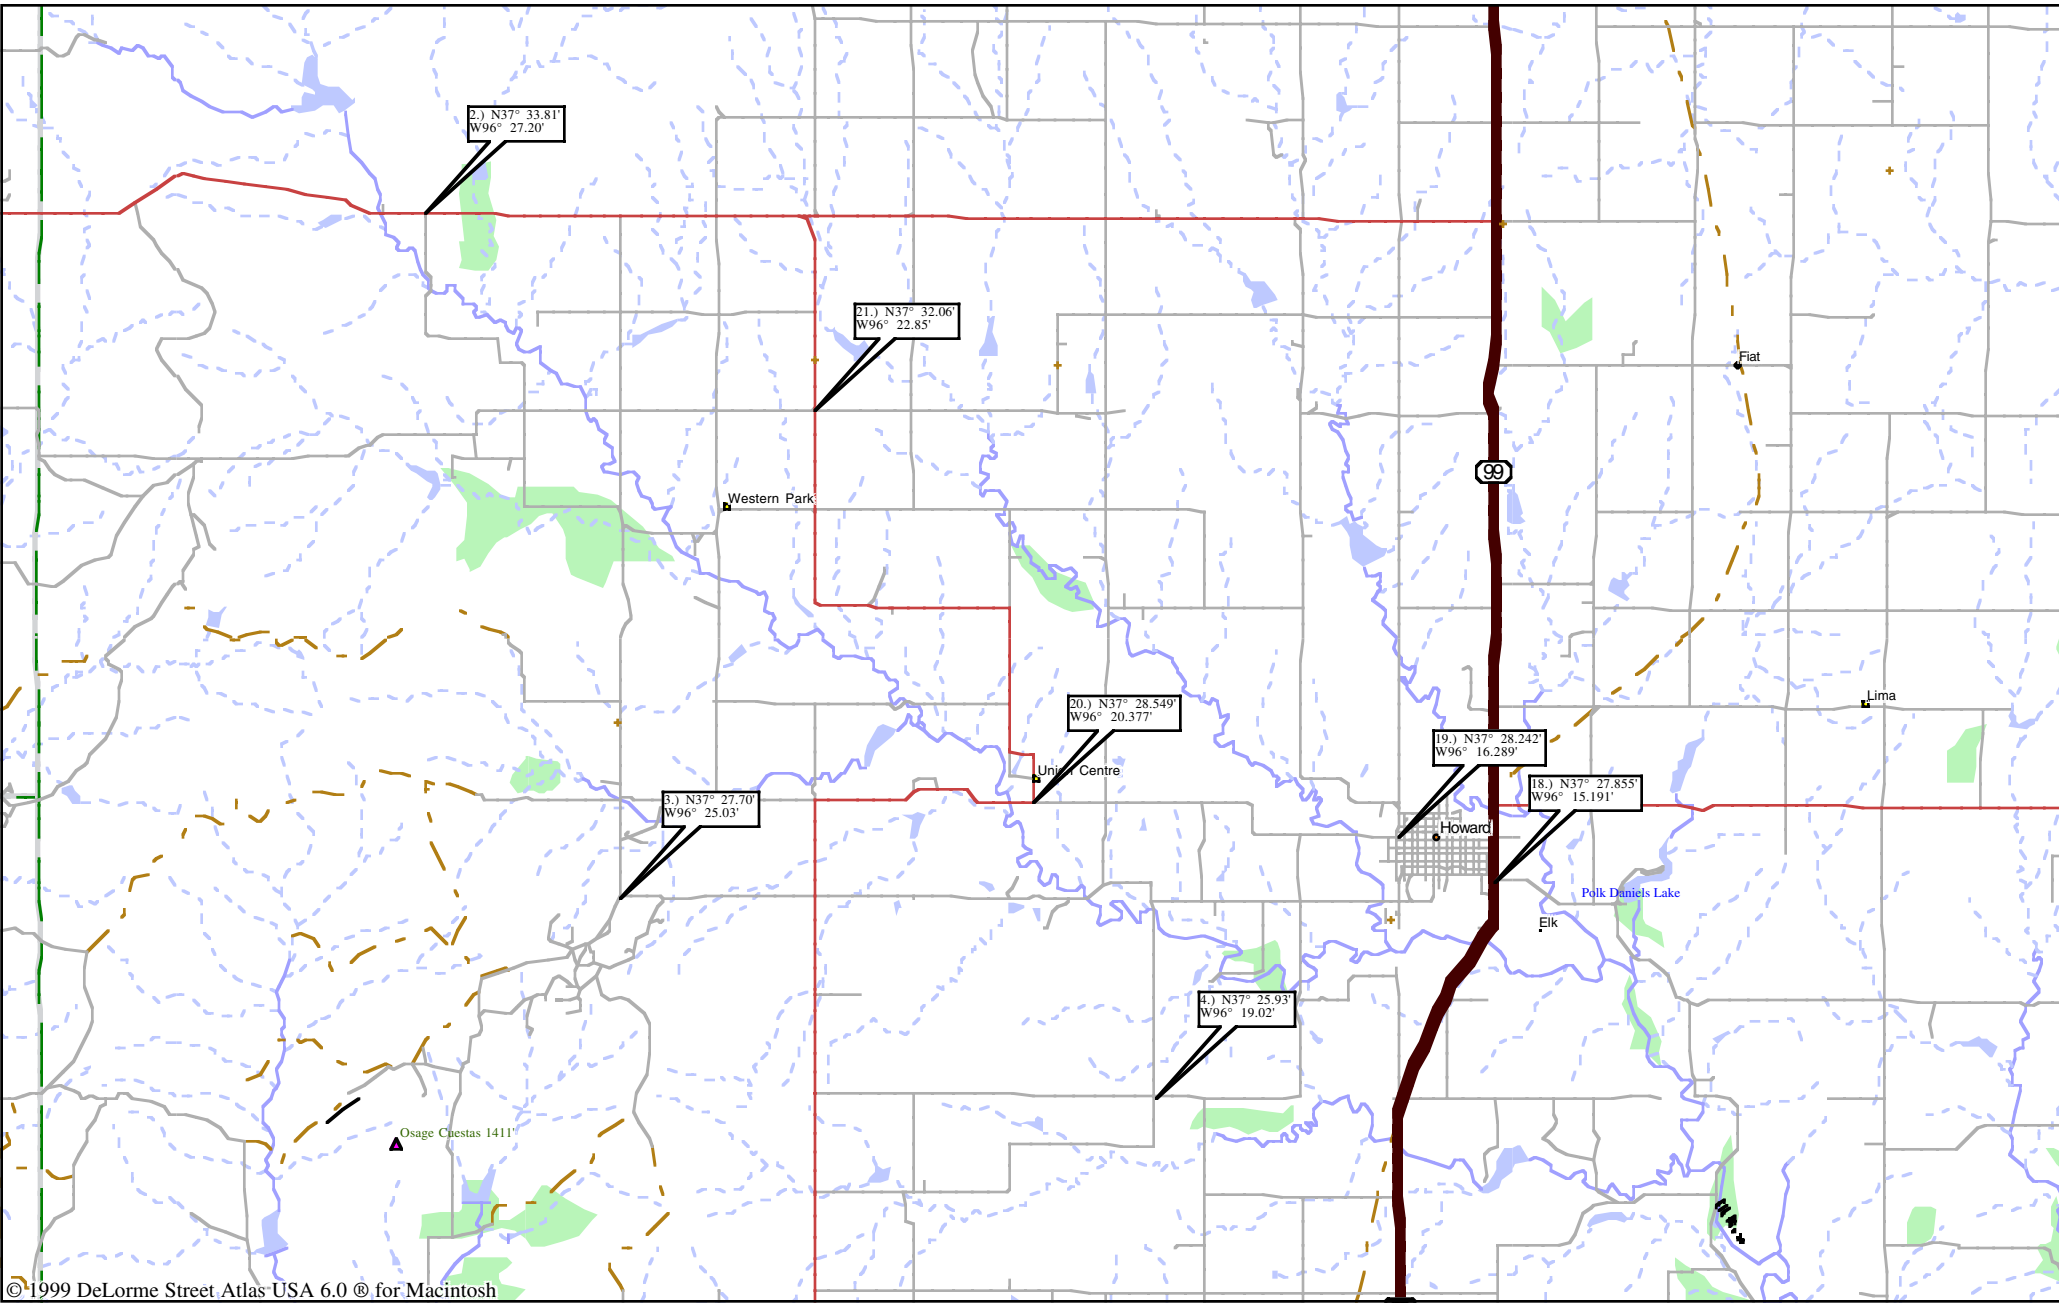 2.) N37° 33.81'
W96° 27.20'
21.) N37° 32.06'
W96° 22.85'
Fiat
99
Western Park
Lima
20.) N37° 28.549'
W96° 20.377'
19.) N37° 28.242'
W96° 16.289'
Union Centre
18.) N37° 27.855'
W96° 15.191'
3.) N37° 27.70'
W96° 25.03'
Howard
Polk Daniels Lake
Elk
4.) N37° 25.93'
W96° 19.02'
Osage Cuestas 1411'
© 1999 DeLorme Street Atlas USA 6.0 ® for Macintosh